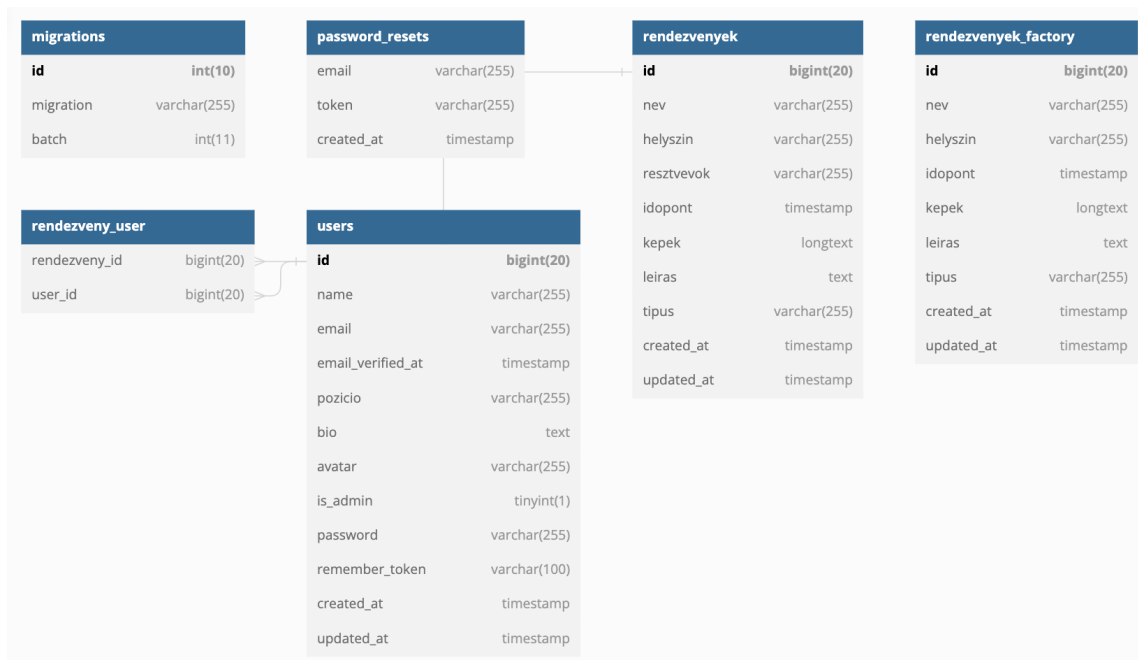 migrations
id int(10)
migration varchar(255)
batch int(11)
password_resets
email varchar(255)
token varchar(255)
created_at timestamp
rendezvenyek
id bigint(20)
nev varchar(255)
helyszin varchar(255)
resztvevok varchar(255)
idopont timestamp
kepek longtext
leiras text
tipus varchar(255)
created_at timestamp
updated_at timestamp
rendezvenyek_factory
id bigint(20)
nev varchar(255)
helyszin varchar(255)
idopont timestamp
kepek longtext
leiras text
tipus varchar(255)
created_at timestamp
updated_at timestamp
rendezveny_user
rendezveny_id bigint(20)
user_id bigint(20)
users
id bigint(20)
name varchar(255)
email varchar(255)
email_verified_at timestamp
pozicio varchar(255)
bio text
avatar varchar(255)
is_admin tinyint(1)
password varchar(255)
remember_token varchar(100)
created_at timestamp
updated_at timestamp